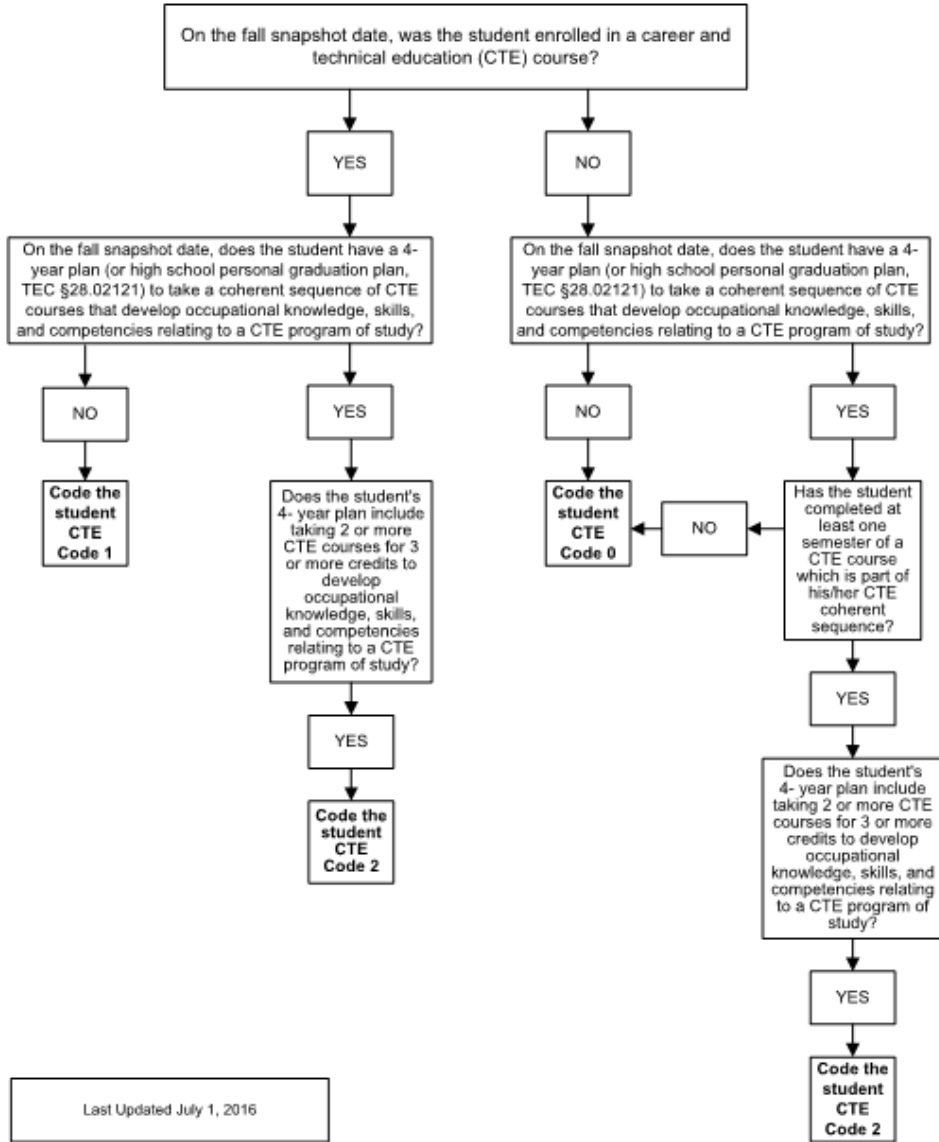 On the fall snapshot date, was the student enrolled in a career and
technical education (CTE) course?
YES
NO
On the fall snapshot date, does the student have a 4-
year plan (or high school personal graduation plan,
TEC §28.02121) to take a coherent sequence of CTE
courses that develop occupational knowledge, skills,
and competencies relating to a CTE program of study?
On the fall snapshot date, does the student have a 4-
year plan (or high school personal graduation plan,
TEC §28.02121) to take a coherent sequence of CTE
courses that develop occupational knowledge, skills,
and competencies relating to a CTE program of study?
NO
YES
NO
YES
Code the
student
CTE
Code 1
Does the student's
4- year plan include
taking 2 or more
CTE courses for 3
or more credits to
develop
occupational
knowledge, skills,
and competencies
relating to a CTE
program of study?
Code the
student
CTE
Code 0
NO
Has the student
completed at
least one
semester of a
CTE course
which is part of
his/her CTE
coherent
sequence?
YES
YES
Code the
student
CTE
Code 2
Does the student's
4- year plan include
taking 2 or more CTE
courses for 3 or more
credits to develop
occupational
knowledge, skills, and
competencies relating
to a CTE program of
study?
YES
Code the
student
CTE
Code 2
Last Updated July 1, 2016